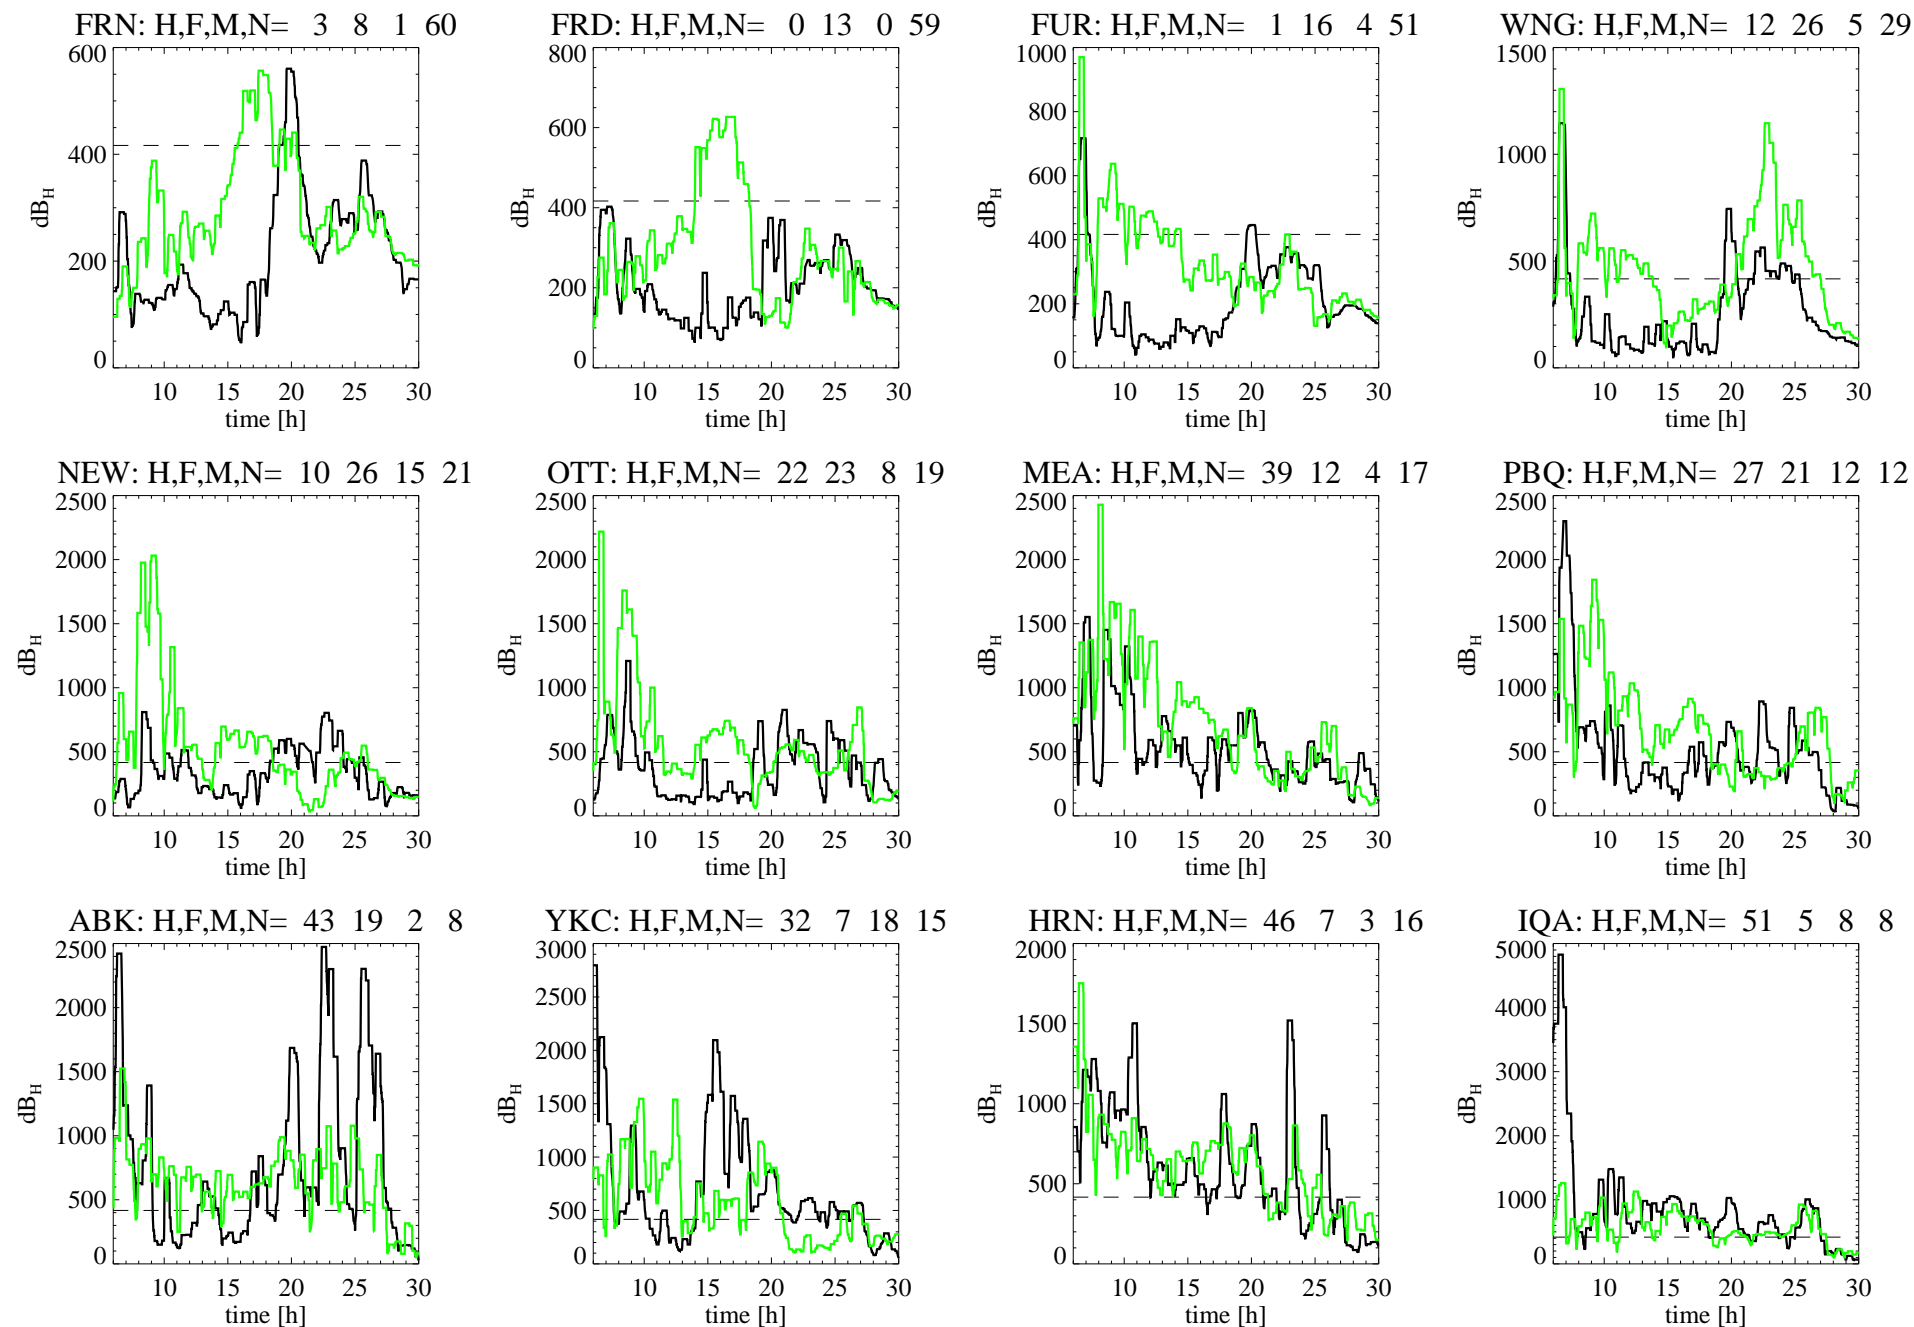 FRN: H,F,M,N= 3 8 1 60
600
400
200
0
dB_H
10 15 20 25 30
time [h]
FRD: H,F,M,N= 0 13 0 59
800
600
400
200
0
dB_H
10 15 20 25 30
time [h]
FUR: H,F,M,N= 1 16 4 51
1000
800
600
400
200
0
dB_H
10 15 20 25 30
time [h]
WNG: H,F,M,N= 12 26 5 29
1500
1000
500
0
dB_H
10 15 20 25 30
time [h]
NEW: H,F,M,N= 10 26 15 21
2500
2000
1500
1000
500
0
dB_H
10 15 20 25 30
time [h]
OTT: H,F,M,N= 22 23 8 19
2500
2000
1500
1000
500
0
dB_H
10 15 20 25 30
time [h]
MEA: H,F,M,N= 39 12 4 17
2500
2000
1500
1000
500
0
dB_H
10 15 20 25 30
time [h]
PBQ: H,F,M,N= 27 21 12 12
2500
2000
1500
1000
500
0
dB_H
10 15 20 25 30
time [h]
ABK: H,F,M,N= 43 19 2 8
2500
2000
1500
1000
500
0
dB_H
10 15 20 25 30
time [h]
YKC: H,F,M,N= 32 7 18 15
3000
2500
2000
1500
1000
500
0
dB_H
10 15 20 25 30
time [h]
HRN: H,F,M,N= 46 7 3 16
2000
1500
1000
500
0
dB_H
10 15 20 25 30
time [h]
IQA: H,F,M,N= 51 5 8 8
5000
4000
3000
2000
1000
0
dB_H
10 15 20 25 30
time [h]